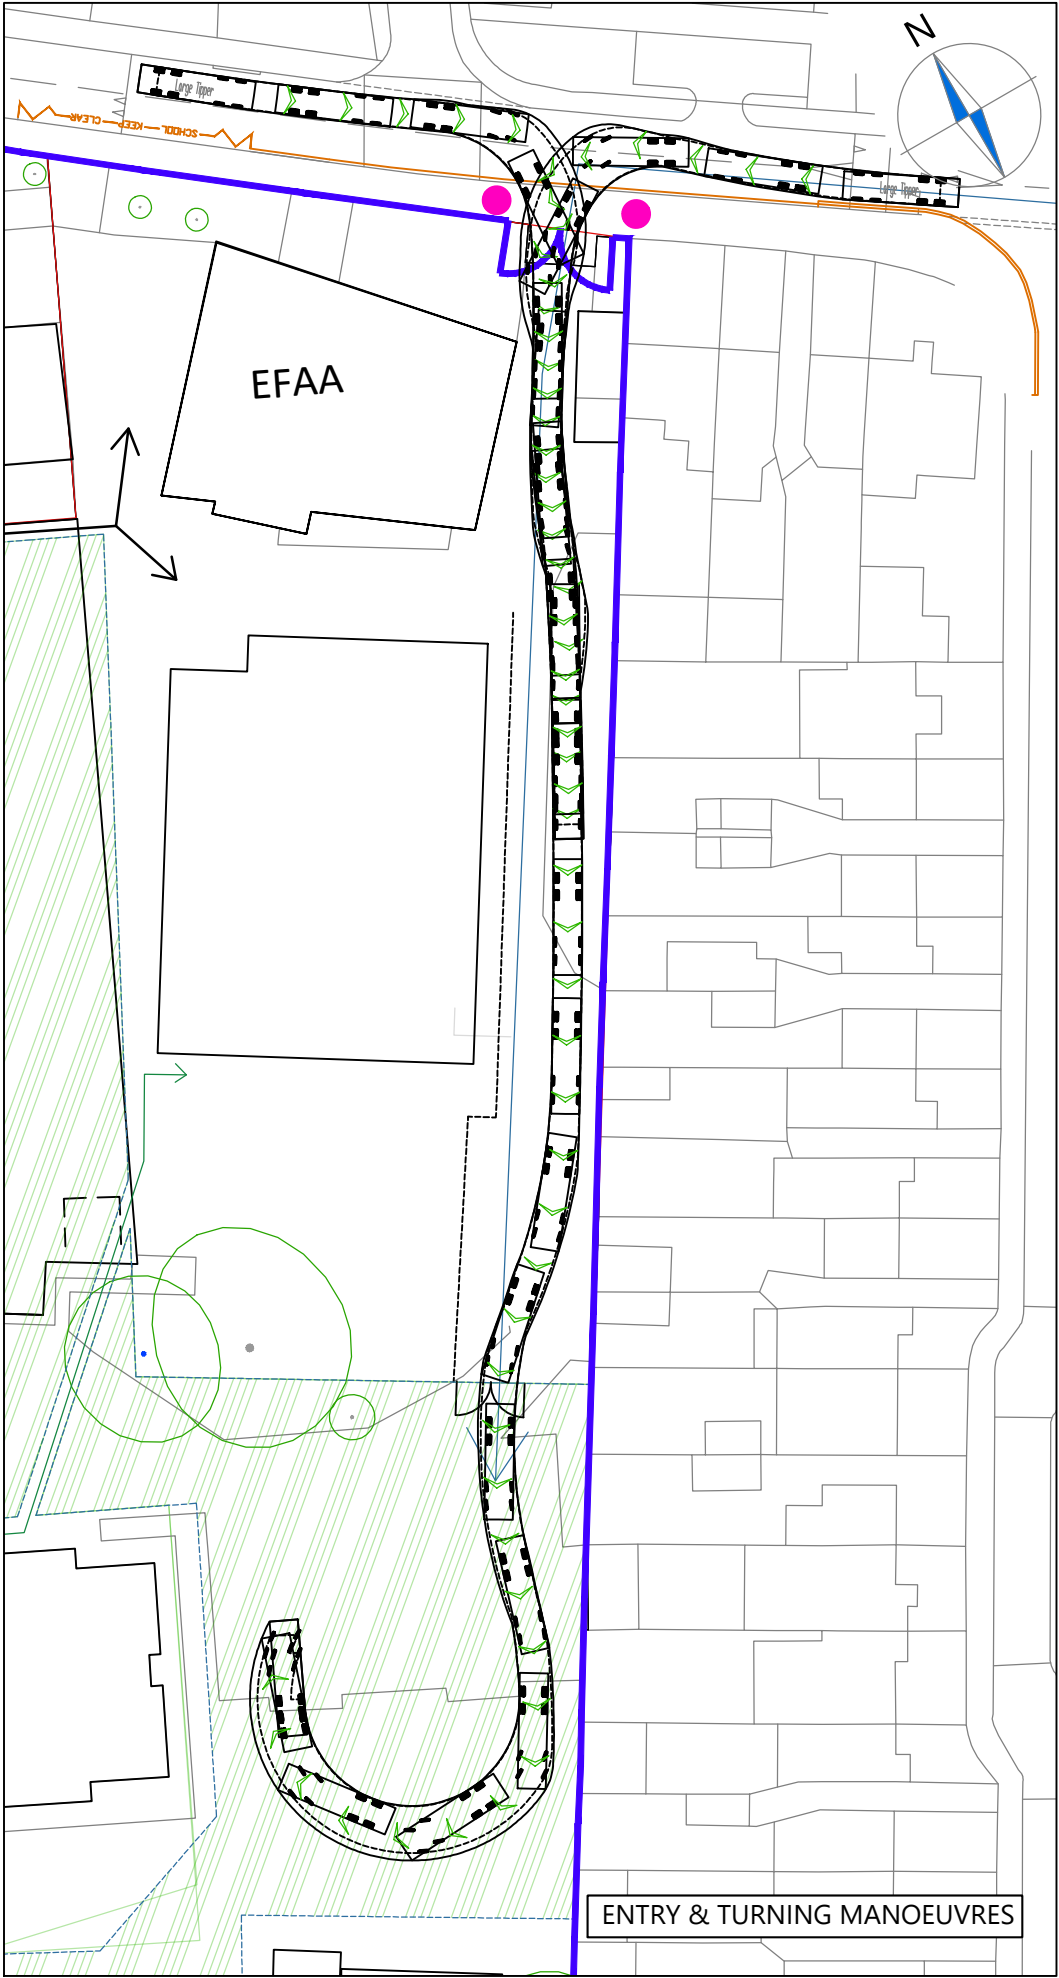 N
Large Tipper
SCHOOL KEEP CLEAR
Large Tipper
EFAA
ENTRY & TURNING MANOEUVRES